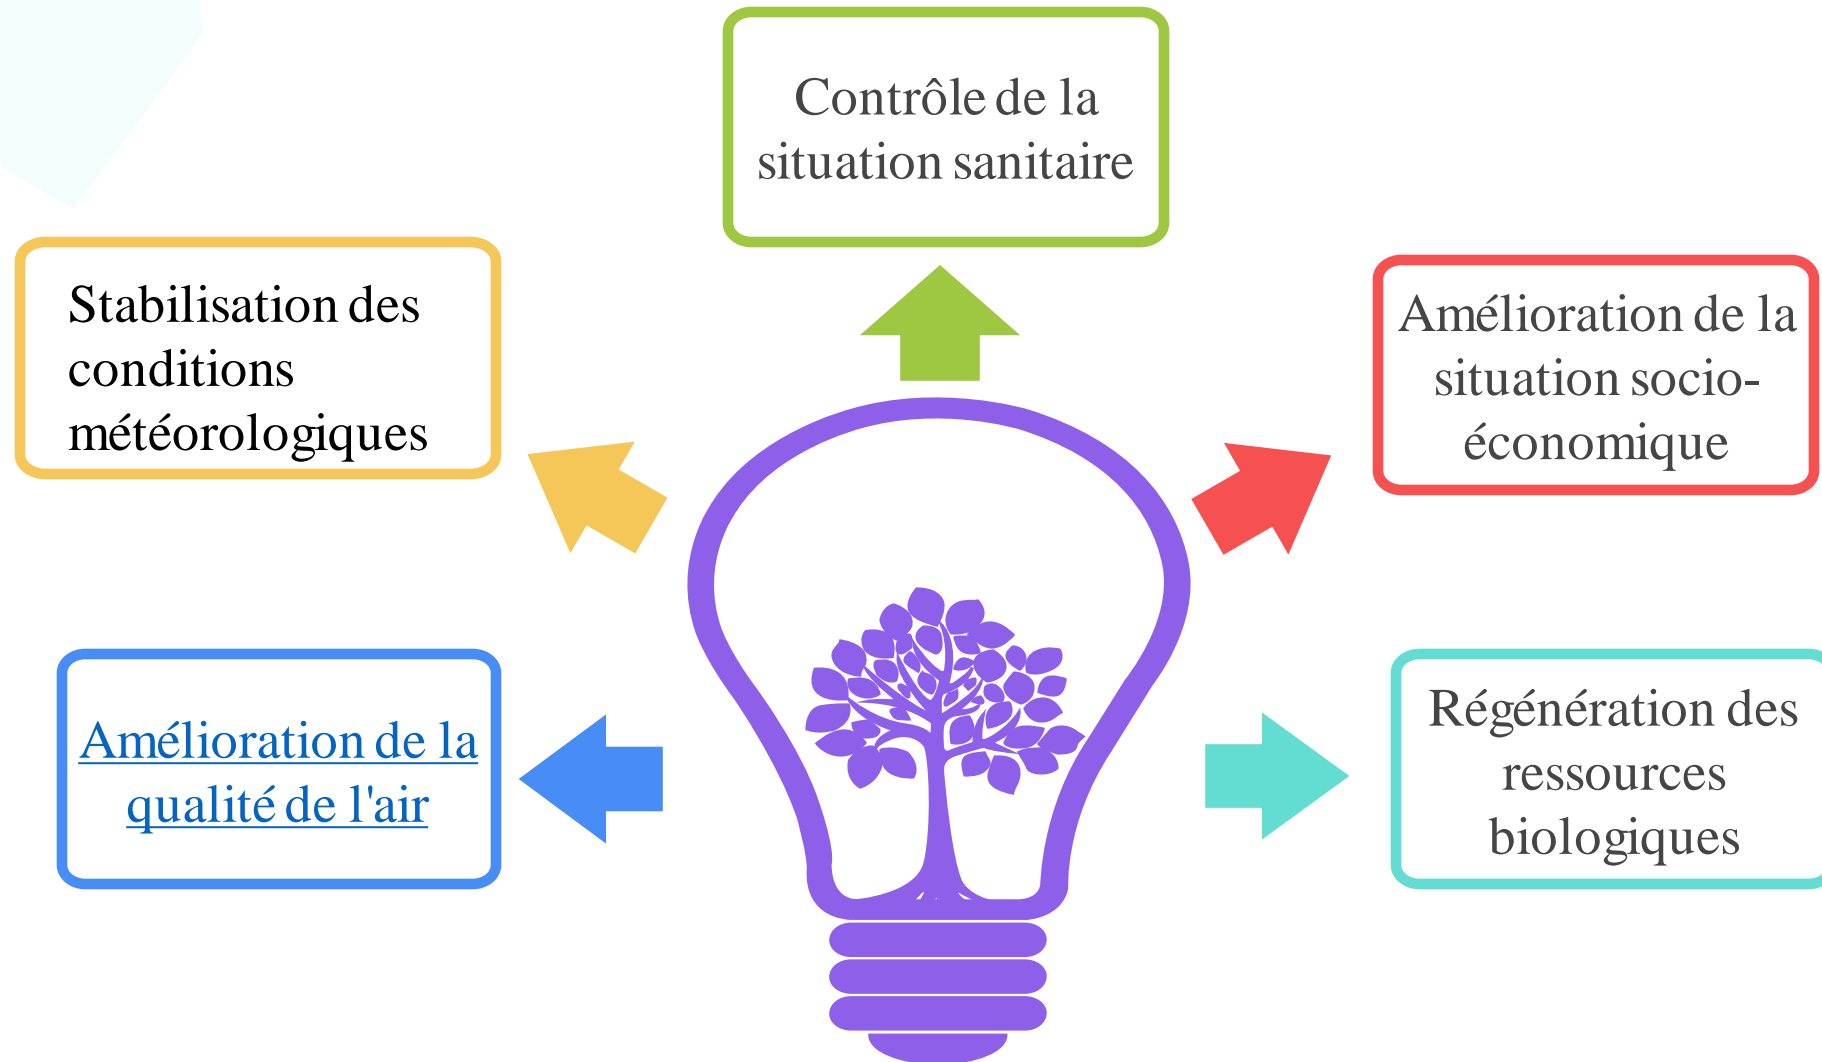 Contrôle de la
situation sanitaire
Stabilisation des
conditions
météorologiques
Amélioration de la
situation socio-
économique
Amélioration de la
qualité de l'air
Régénération des
ressources
biologiques